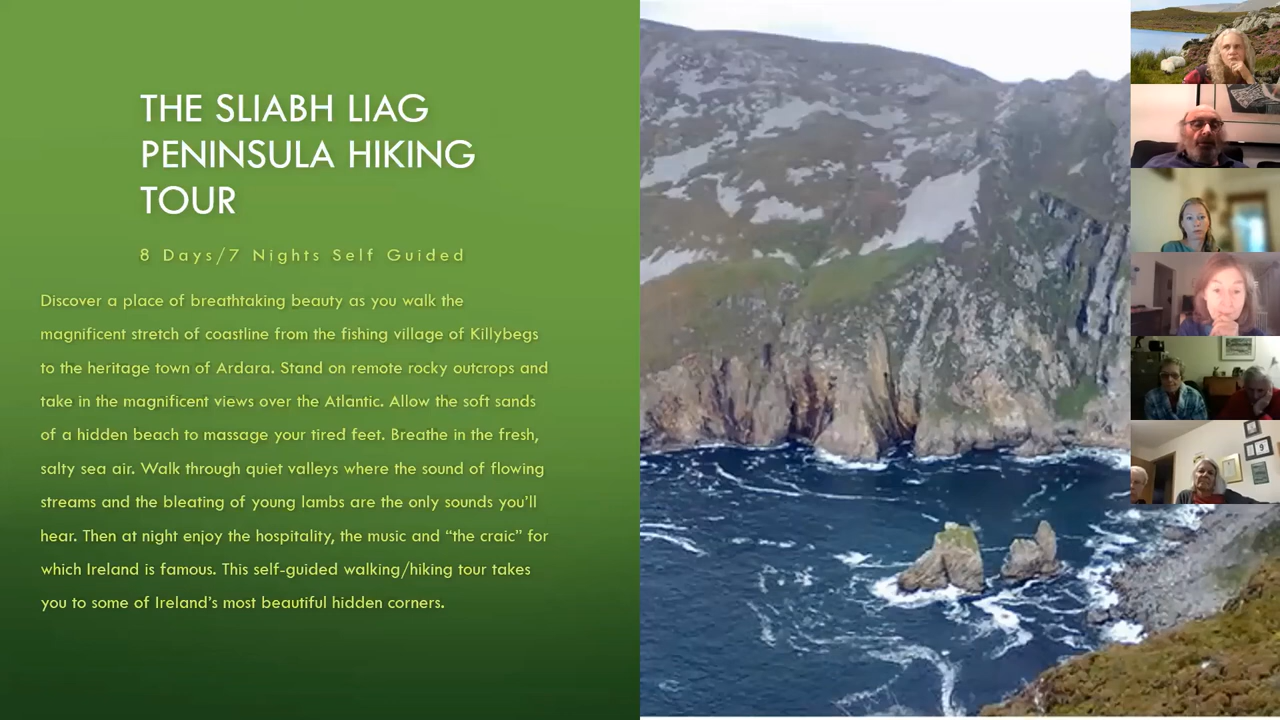 THE SLIABH LIAG
PENINSULA HIKING
TOUR
8 Days/7 Nights Self Guided
Discover a place of breathtaking beauty as you walk the
magnificent stretch of coastline from the fishing village of Killybegs
to the heritage town of Ardara. Stand on remote rocky outcrops and
take in the magnificent views over the Atlantic. Allow the soft sands
of a hidden beach to massage your tired feet. Breathe in the fresh,
salty sea air. Walk through quiet valleys where the sound of flowing
streams and the bleating of young lambs are the only sounds you’ll
hear. Then at night enjoy the hospitality, the music and “the craic” for
which Ireland is famous. This self-guided walking/hiking tour takes
you to some of Ireland’s most beautiful hidden corners.